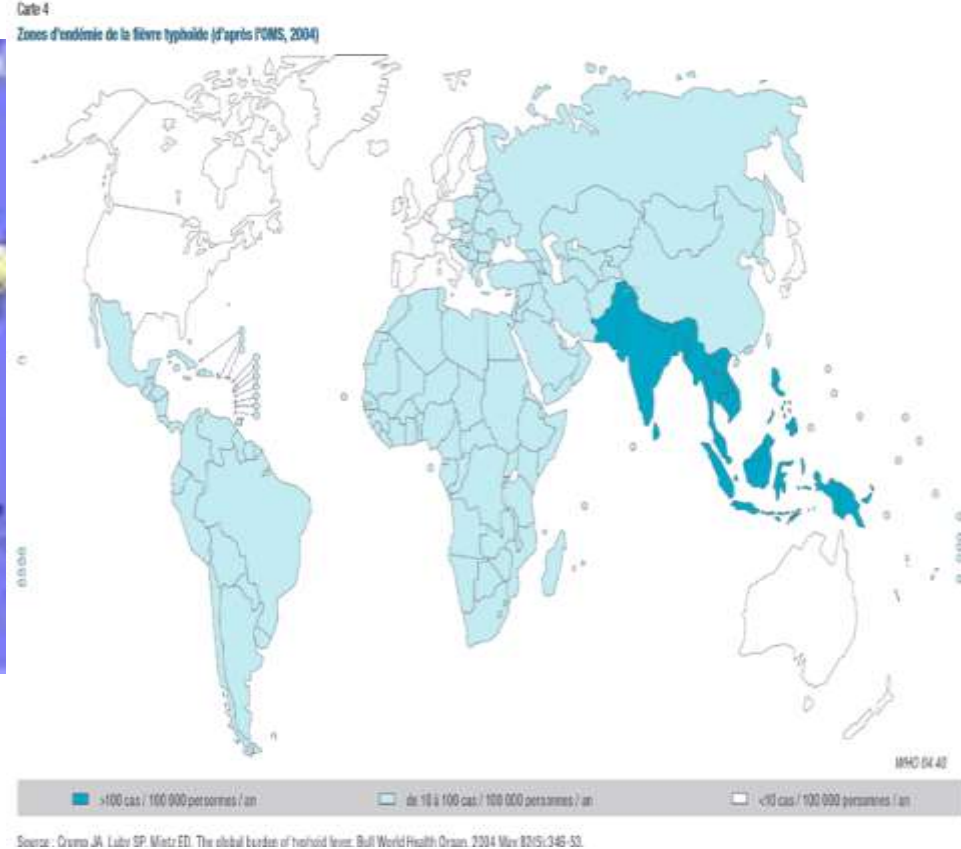 Carte 4
Zones d'endémie de la fièvre typhoïde (d'après l'OMS, 2004)
WHO 04 40
>100 cas / 100 000 personnes / an
de 10 à 100 cas / 100 000 personnes / an
<10 cas / 100 000 personnes / an
Source : Crump JA, Luby SP, Mintz ED. The global burden of typhoid fever. Bull World Health Organ. 2004 May 82(5):346-53.